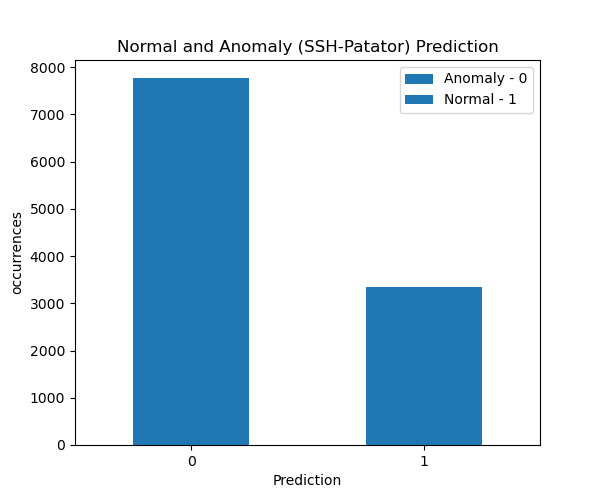 Normal and Anomaly (SSH-Patator) Prediction
Anomaly - 0
Normal - 1
8000
7000
6000
5000
4000
3000
2000
1000
0
occurrences
0 1
Prediction